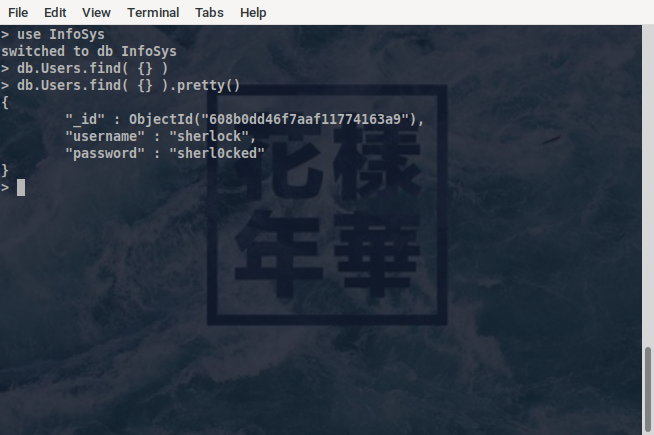 File Edit View Terminal Tabs Help
> use InfoSys
switched to db InfoSys
> db.Users.find( {} )
> db.Users.find( {} ).pretty()
{
        "_id" : ObjectId("608b0dd46f7aaf11774163a9"),
        "username" : "sherlock",
        "password" : "sherl0cked"
}
>
花樣
年華